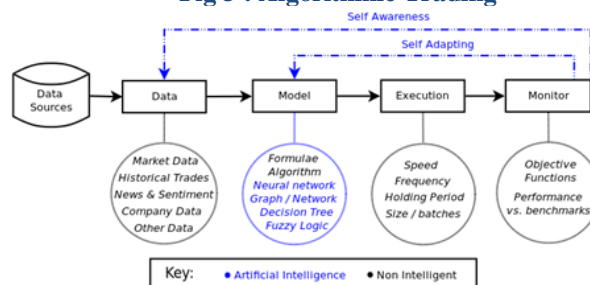 Fig 3 : Algorithmic Trading
Self Awareness
Self Adapting
Data
Sources
Data
Model
Execution
Monitor
Market Data
Historical Trades
News & Sentiment
Company Data
Other Data
Formulae
Algorithm
Neural network
Graph / Network
Decision Tree
Fuzzy Logic
Speed
Frequency
Holding Period
Size / batches
Objective
Functions
Performance
vs. benchmarks
Key: • Artificial Intelligence • Non Intelligent